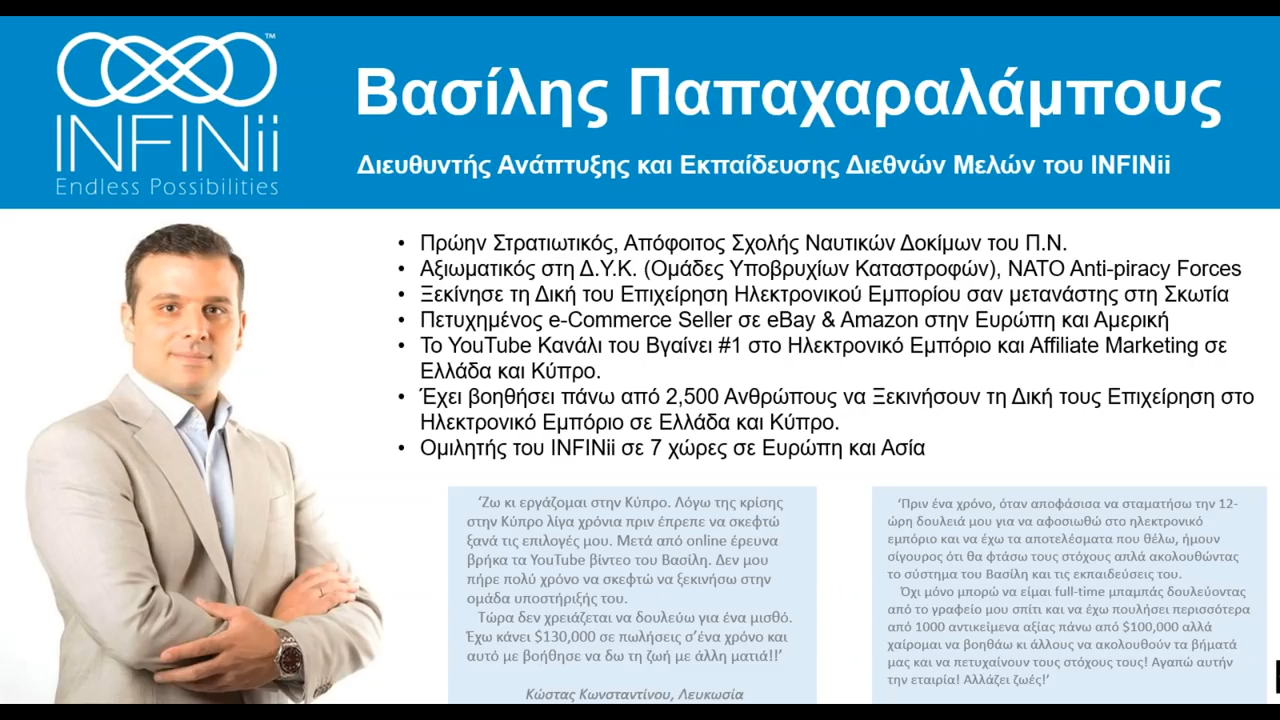 ™
INFINii
Endless Possibilities
Βασίλης Παπαχαραλάμπους
Διευθυντής Ανάπτυξης και Εκπαίδευσης Διεθνών Μελών του INFINii
• Πρώην Στρατιωτικός, Απόφοιτος Σχολής Ναυτικών Δοκίμων του Π.Ν.
• Αξιωματικός στη Δ.Υ.Κ. (Ομάδες Υποβρυχίων Καταστροφών), NATO Anti-piracy Forces
• Ξεκίνησε τη Δική του Επιχείρηση Ηλεκτρονικού Εμπορίου σαν μετανάστης στη Σκωτία
• Πετυχημένος e-Commerce Seller σε eBay & Amazon στην Ευρώπη και Αμερική
• Το YouTube Κανάλι του Βγαίνει #1 στο Ηλεκτρονικό Εμπόριο και Affiliate Marketing σε
Ελλάδα και Κύπρο.
• Έχει βοηθήσει πάνω από 2,500 Ανθρώπους να Ξεκινήσουν τη Δική τους Επιχείρηση στο
Ηλεκτρονικό Εμπόριο σε Ελλάδα και Κύπρο.
• Ομιλητής του INFINii σε 7 χώρες σε Ευρώπη και Ασία
‘Ζω κι εργάζομαι στην Κύπρο. Λόγω της κρίσης
στην Κύπρο λίγα χρόνια πριν έπρεπε να σκεφτώ
ξανά τις επιλογές μου. Μετά από online έρευνα
βρήκα τα YouTube βίντεο του Βασίλη. Δεν μου
πήρε πολύ χρόνο να σκεφτώ να ξεκινήσω στην
ομάδα υποστήριξής του.
Τώρα δεν χρειάζεται να δουλεύω για ένα μισθό.
Έχω κάνει $130,000 σε πωλήσεις σ’ένα χρόνο και
αυτό με βοήθησε να δω τη ζωή με άλλη ματιά!!’
Κώστας Κωνσταντίνου, Λευκωσία
‘Πριν ένα χρόνο, όταν αποφάσισα να σταματήσω την 12-
ώρη δουλειά μου για να αφοσιωθώ στο ηλεκτρονικό
εμπόριο και να έχω τα αποτελέσματα που θέλω, ήμουν
σίγουρος ότι θα φτάσω τους στόχους απλά ακολουθώντας
το σύστημα του Βασίλη και τις εκπαιδεύσεις του.
Όχι μόνο μπορώ να είμαι full-time μπαμπάς δουλεύοντας
από το γραφείο μου σπίτι και να έχω πουλήσει περισσότερα
από 1000 αντικείμενα αξίας πάνω από $100,000 αλλά
χαίρομαι να βοηθάω κι άλλους να ακολουθούν τα βήματά
μας και να πετυχαίνουν τους στόχους τους! Αγαπώ αυτήν
την εταιρία! Αλλάζει ζωές!’